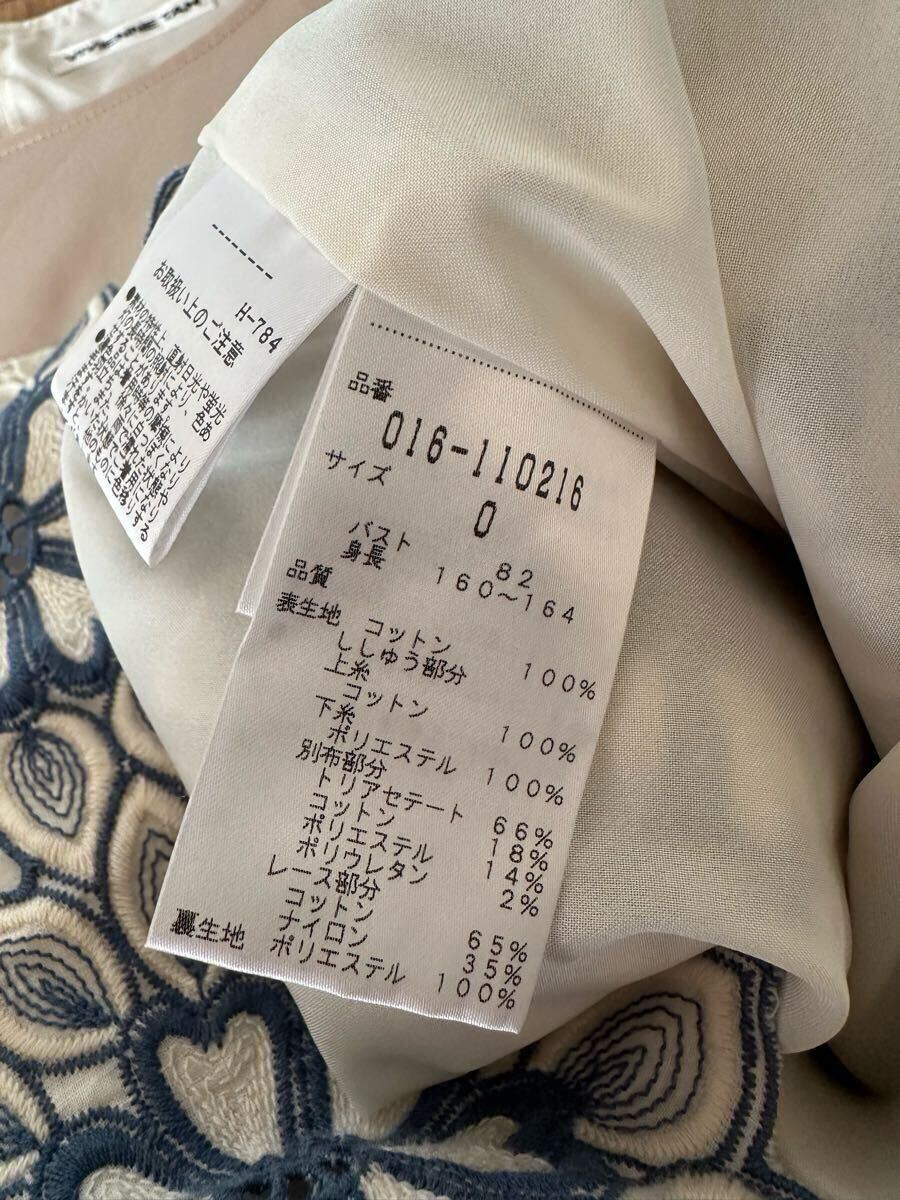 VIVIENNE TAM
H-784
お取扱い上のご注意
品番
016-110216
サイズ
0
バスト 82
身長 160～164
品質
表生地 コットン 100%
ししゅう部分
上糸
コットン 100%
下糸
ポリエステル 100%
別布部分
トリアセテート 66%
コットン 18%
ポリエステル 14%
ポリウレタン 2%
レース部分
コットン 65%
ナイロン 35%
裏生地 ポリエステル 100%